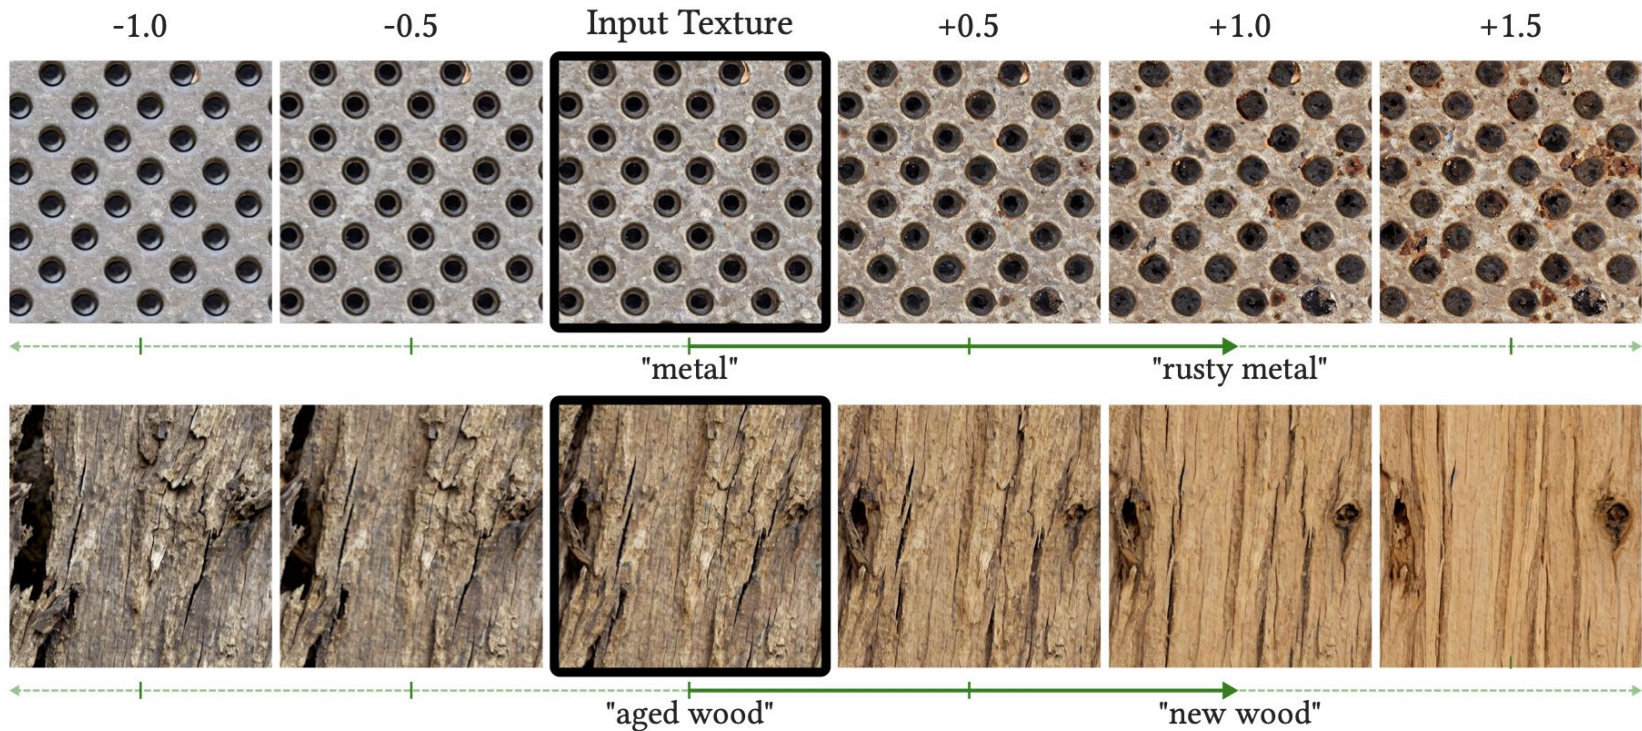 -1.0 -0.5 Input Texture +0.5 +1.0 +1.5
"metal" "rusty metal"
"aged wood" "new wood"